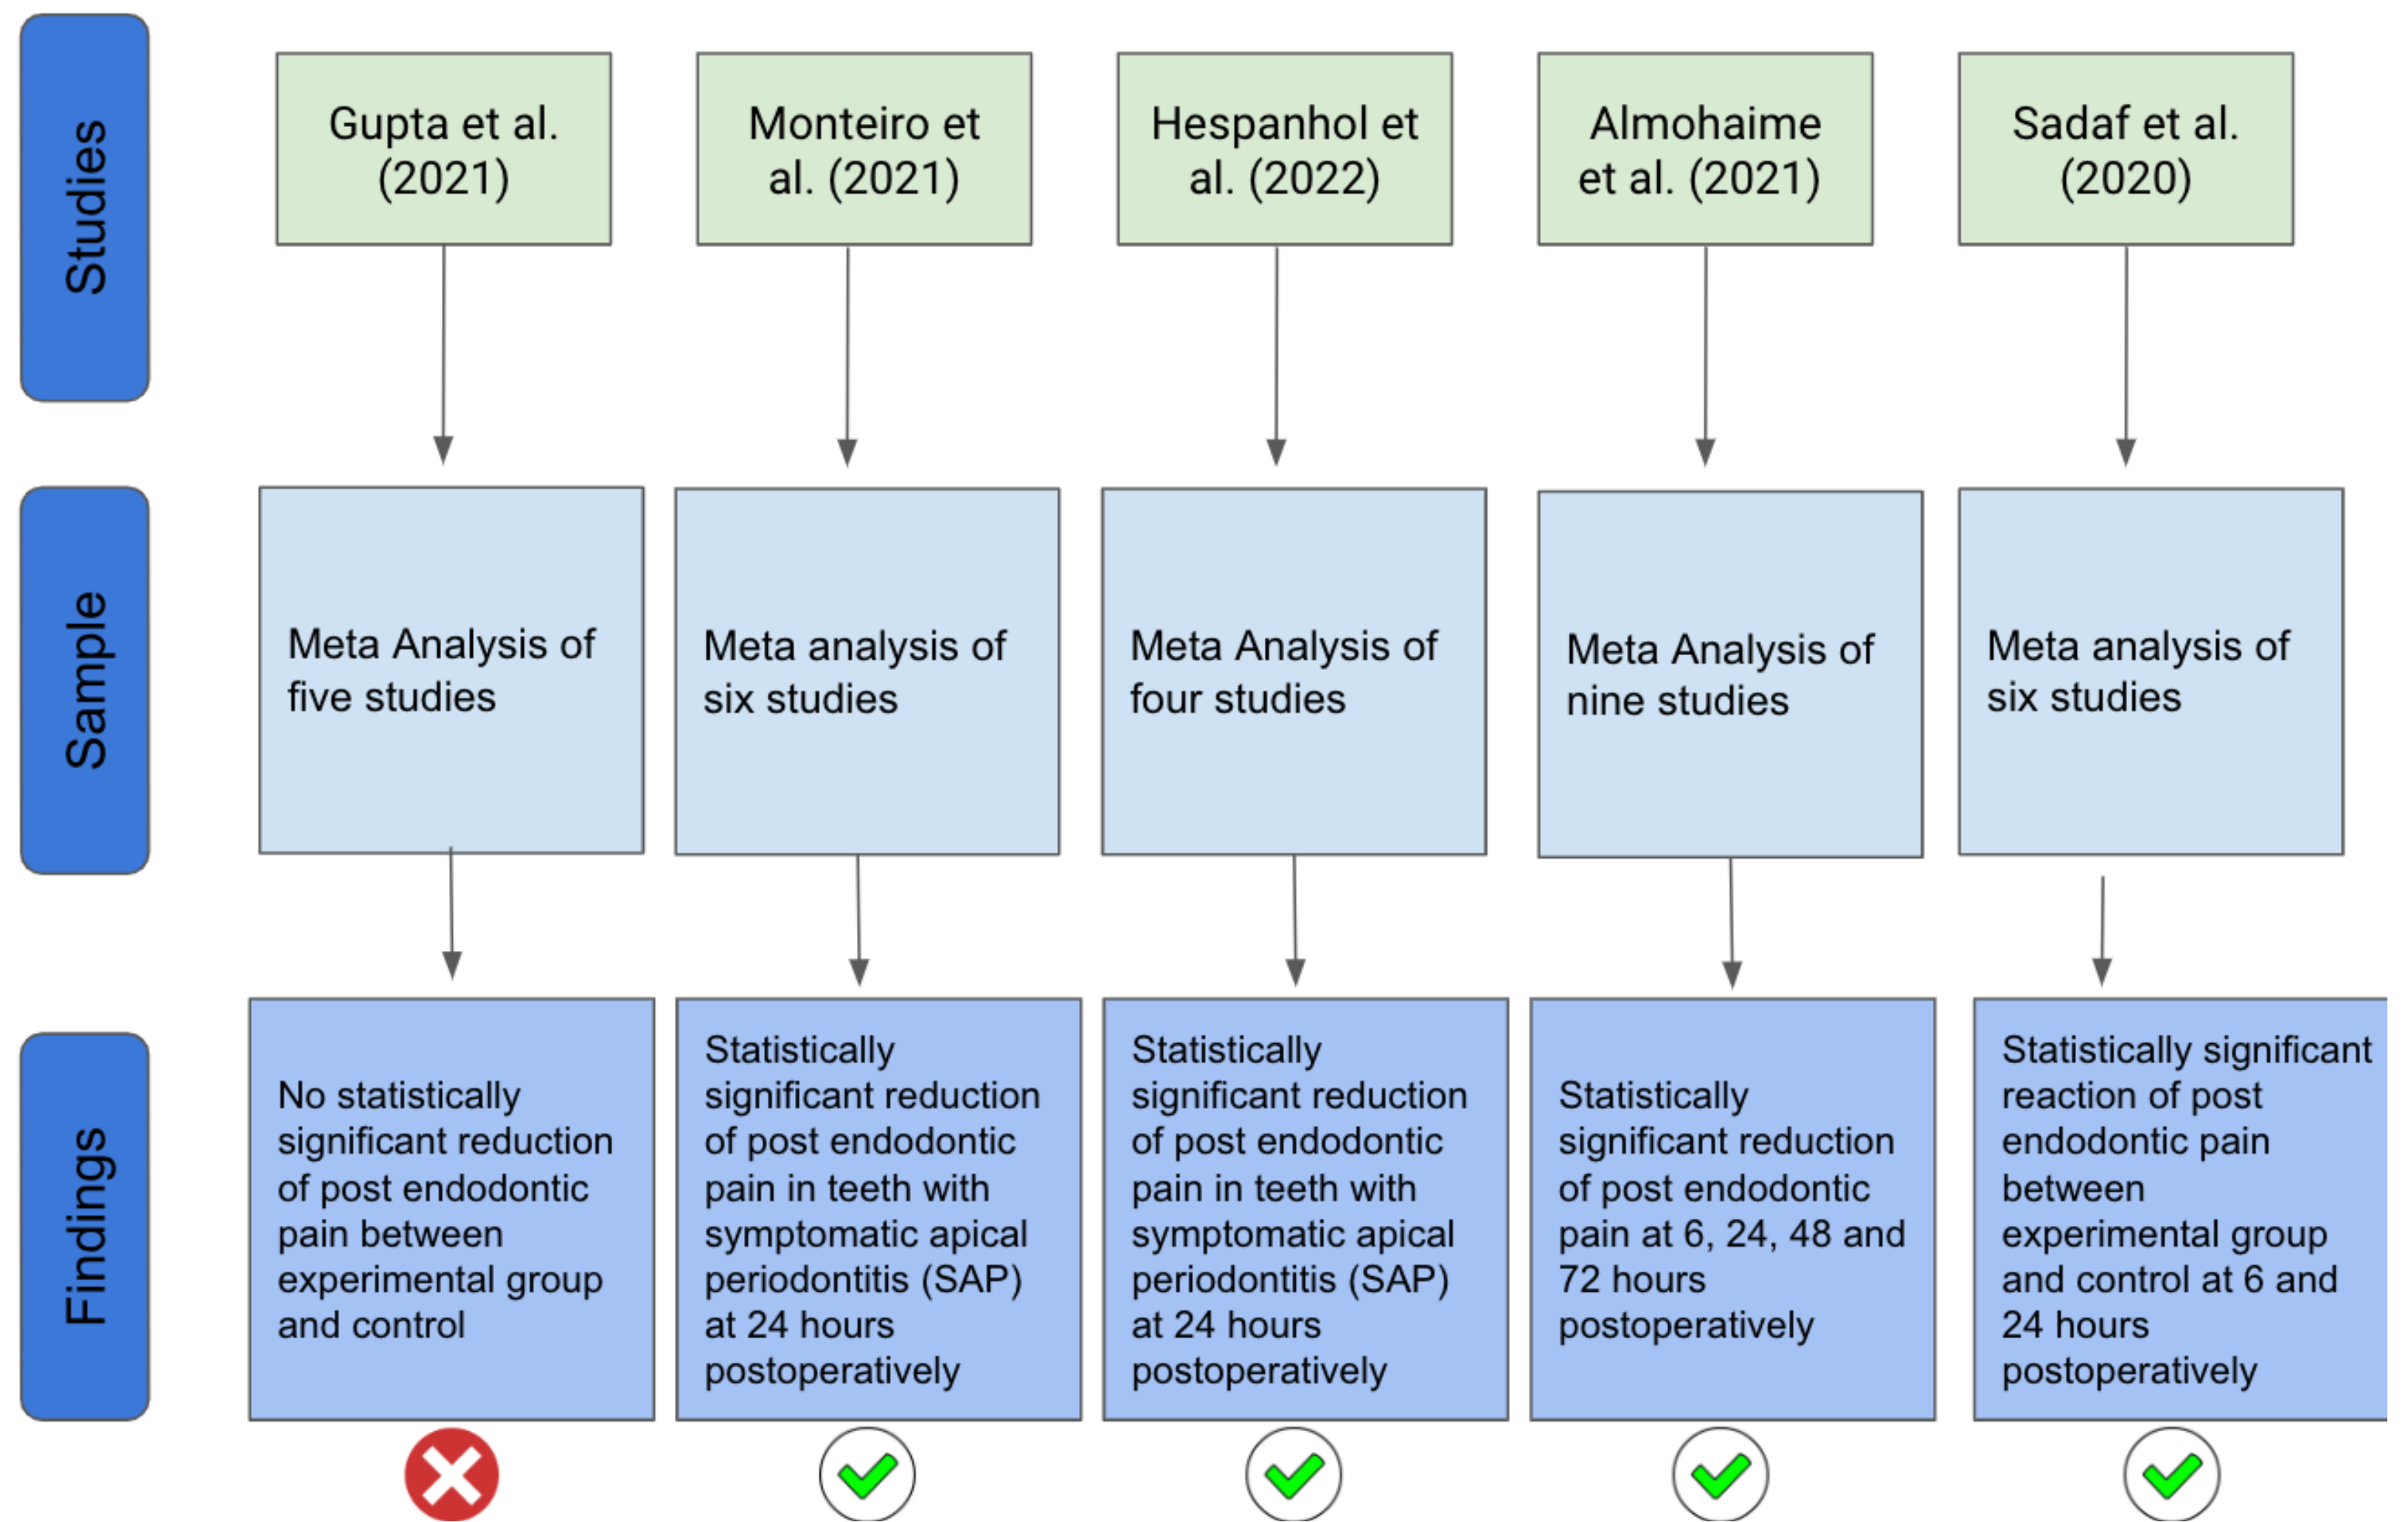 Studies
Gupta et al.
(2021)
Monteiro et
al. (2021)
Hespanhol et
al. (2022)
Almohaime
et al. (2021)
Sadaf et al.
(2020)
Sample
Meta Analysis of
five studies
Meta analysis of
six studies
Meta Analysis of
four studies
Meta Analysis of
nine studies
Meta analysis of
six studies
Findings
No statistically
significant reduction
of post endodontic
pain between
experimental group
and control
Statistically
significant reduction
of post endodontic
pain in teeth with
symptomatic apical
periodontitis (SAP)
at 24 hours
postoperatively
Statistically
significant reduction
of post endodontic
pain in teeth with
symptomatic apical
periodontitis (SAP)
at 24 hours
postoperatively
Statistically
significant reduction
of post endodontic
pain at 6, 24, 48 and
72 hours
postoperatively
Statistically significant
reaction of post
endodontic pain
between
experimental group
and control at 6 and
24 hours
postoperatively